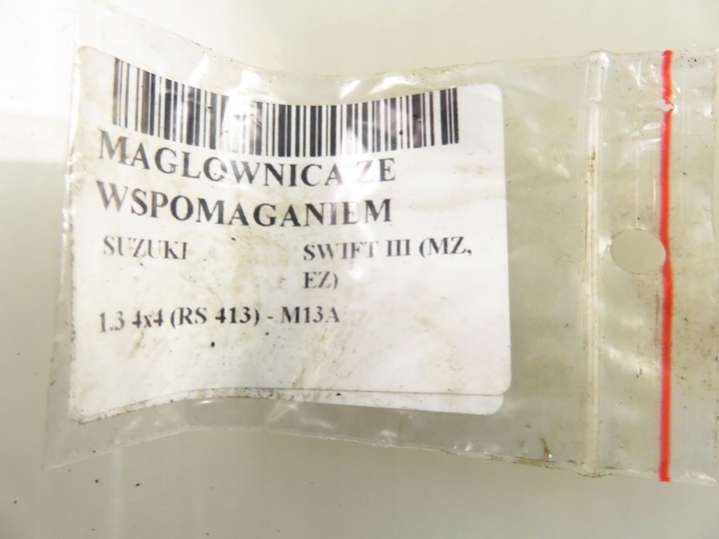 MAGLOWNICA ZE
WSPOMAGANIEM
SUZUKI SWIFT III (MZ,
EZ)
1.3 4x4 (RS 413) - M13A